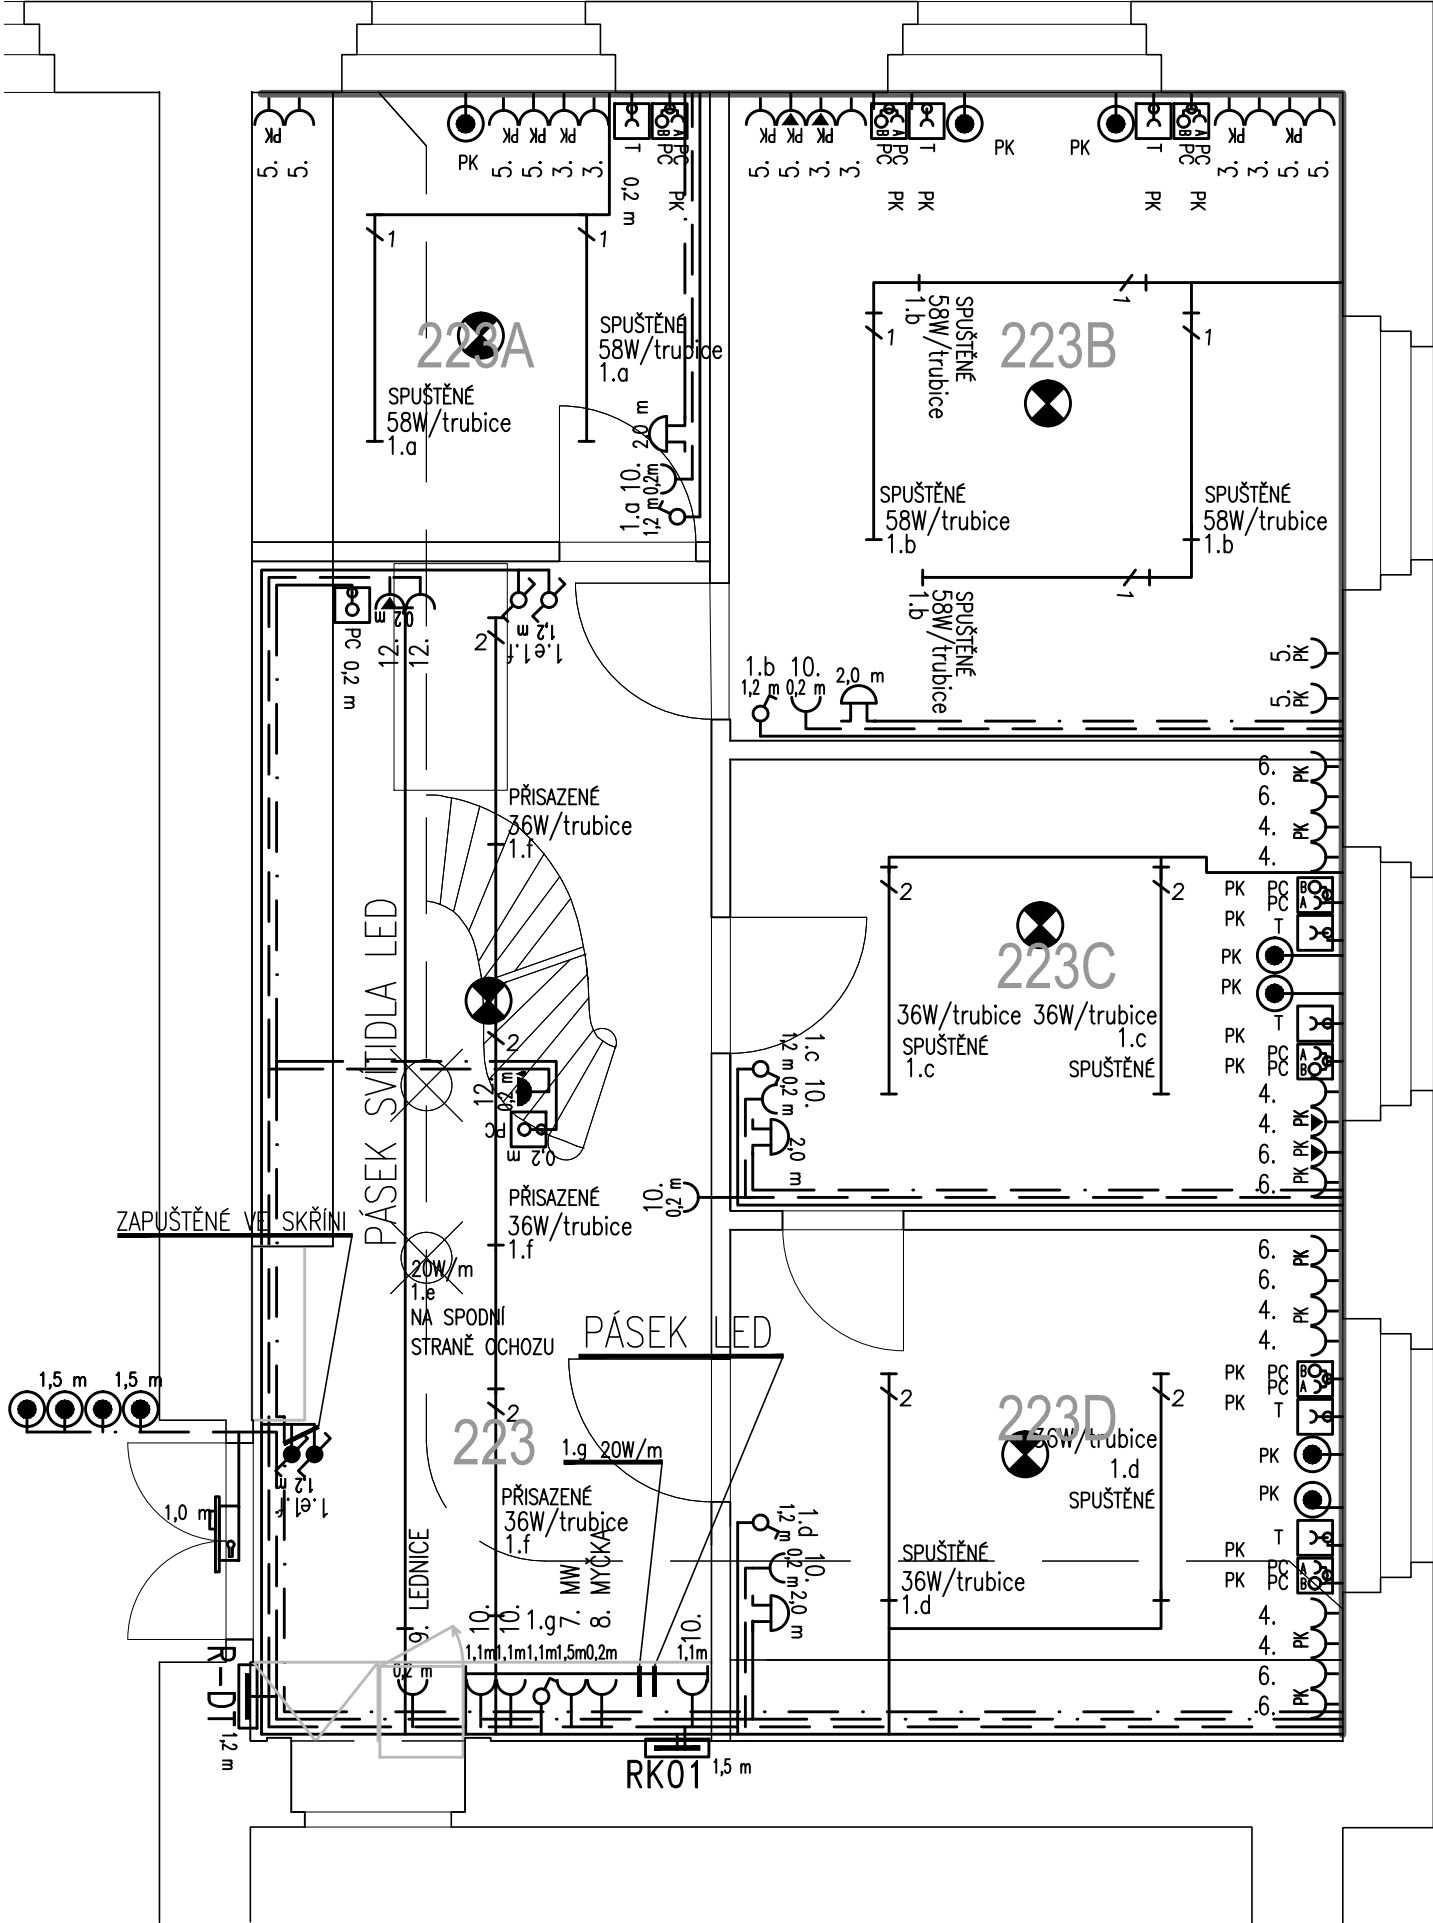 PK
5.
5.
PK
PK
5.
PK
5.
PK
3.
PK
3.
T
0,2 m
PC
B
A
PC
PK
PK
5.
PK
5.
PK
3.
3.
B
A
PC
PC
PK
T
PK
PK
PK
T
PK
B
A
PC
PC
PK
PK
3.
3.
PK
5.
5.
1
1
223A
SPUŠTĚNÉ
58W/trubice
1.a
SPUŠTĚNÉ
58W/trubice
1.a
2,0 m
10.
0,2m
1.a
1,2 m
1
1
1
1
SPUŠTĚNÉ
58W/trubice
1.b
223B
SPUŠTĚNÉ
58W/trubice
1.b
SPUŠTĚNÉ
58W/trubice
1.b
SPUŠTĚNÉ
58W/trubice
1.b
5.
PK
5.
PK
1.b
1,2 m
10.
0,2 m
2,0 m
PC 0,2 m
0,2 m
12.
12.
2
1,2 m
1.e
1.f
PŘISAZENÉ
36W/trubice
1.f
PÁSEK SVÍTIDLA LED
2
12.
0,2 m
PC
0,2 m
PŘISAZENÉ
36W/trubice
1.f
20W/m
1.e
NA SPODNÍ
STRANĚ OCHOZU
ZAPUŠTĚNÉ VE SKŘÍNI
PÁSEK LED
1,5 m
1,5 m
2
223
1.g 20W/m
1,2 m
1.e
1.f
1,0 m
PŘISAZENÉ
36W/trubice
1.f
9. LEDNICE
10.
10.
1.g
7. MW
8. MYČKA
10.
0,2 m
1,1m
1,1m
1,1m
1,5m
0,2m
1,1m
R-DT
1,2 m
RK01
1,5 m
6.
PK
6.
4.
PK
4.
2
2
PK
PC
B
PC
A
PK
T
PK
PK
223C
36W/trubice
SPUŠTĚNÉ
1.c
36W/trubice
1.c
SPUŠTĚNÉ
PK
T
PK
PC
A
PC
B
4.
4.
PK
6.
PK
6.
PK
1.c
1,2 m
10.
0,2 m
2,0 m
10.
0,2 m
6.
PK
6.
4.
PK
4.
2
2
PK
PC
B
PC
A
PK
T
PK
PK
223D
36W/trubice
1.d
SPUŠTĚNÉ
SPUŠTĚNÉ
36W/trubice
1.d
T
PK
PK
PC
A
PC
B
4.
4.
PK
6.
6.
PK
1.d
1,2 m
10.
0,2 m
2,0 m